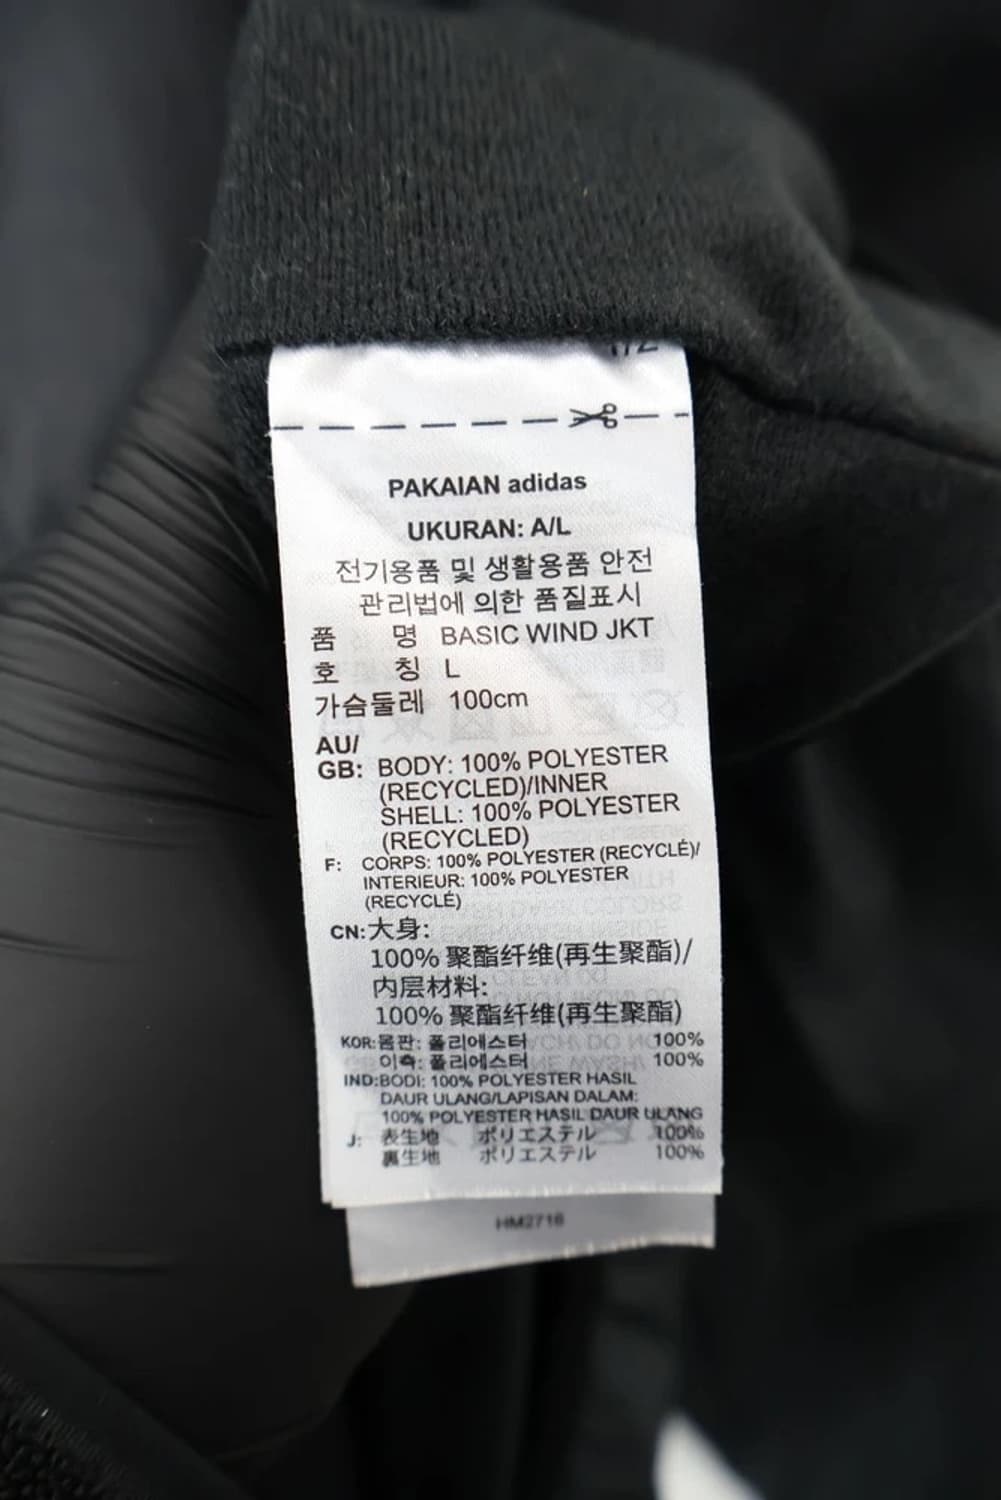 PAKAIAN adidas
UKURAN: A/L
전기용품 및 생활용품 안전
관리법에 의한 품질표시
품 명 BASIC WIND JKT
호 칭 L
가슴둘레 100cm
AU/
GB: BODY: 100% POLYESTER
(RECYCLED)/INNER
SHELL: 100% POLYESTER
(RECYCLED)
F: CORPS: 100% POLYESTER (RECYCLÉ)/
INTERIEUR: 100% POLYESTER
(RECYCLÉ)
CN:大身:
100% 聚酯纤维(再生聚酯)/
内层材料:
100% 聚酯纤维(再生聚酯)
KOR:몸판: 폴리에스터 100%
이측: 폴리에스터 100%
IND:BODI: 100% POLYESTER HASIL
DAUR ULANG/LAPISAN DALAM:
100% POLYESTER HASIL DAUR ULANG
J: 表生地 ポリエステル 100%
裏生地 ポリエステル 100%
HM2716